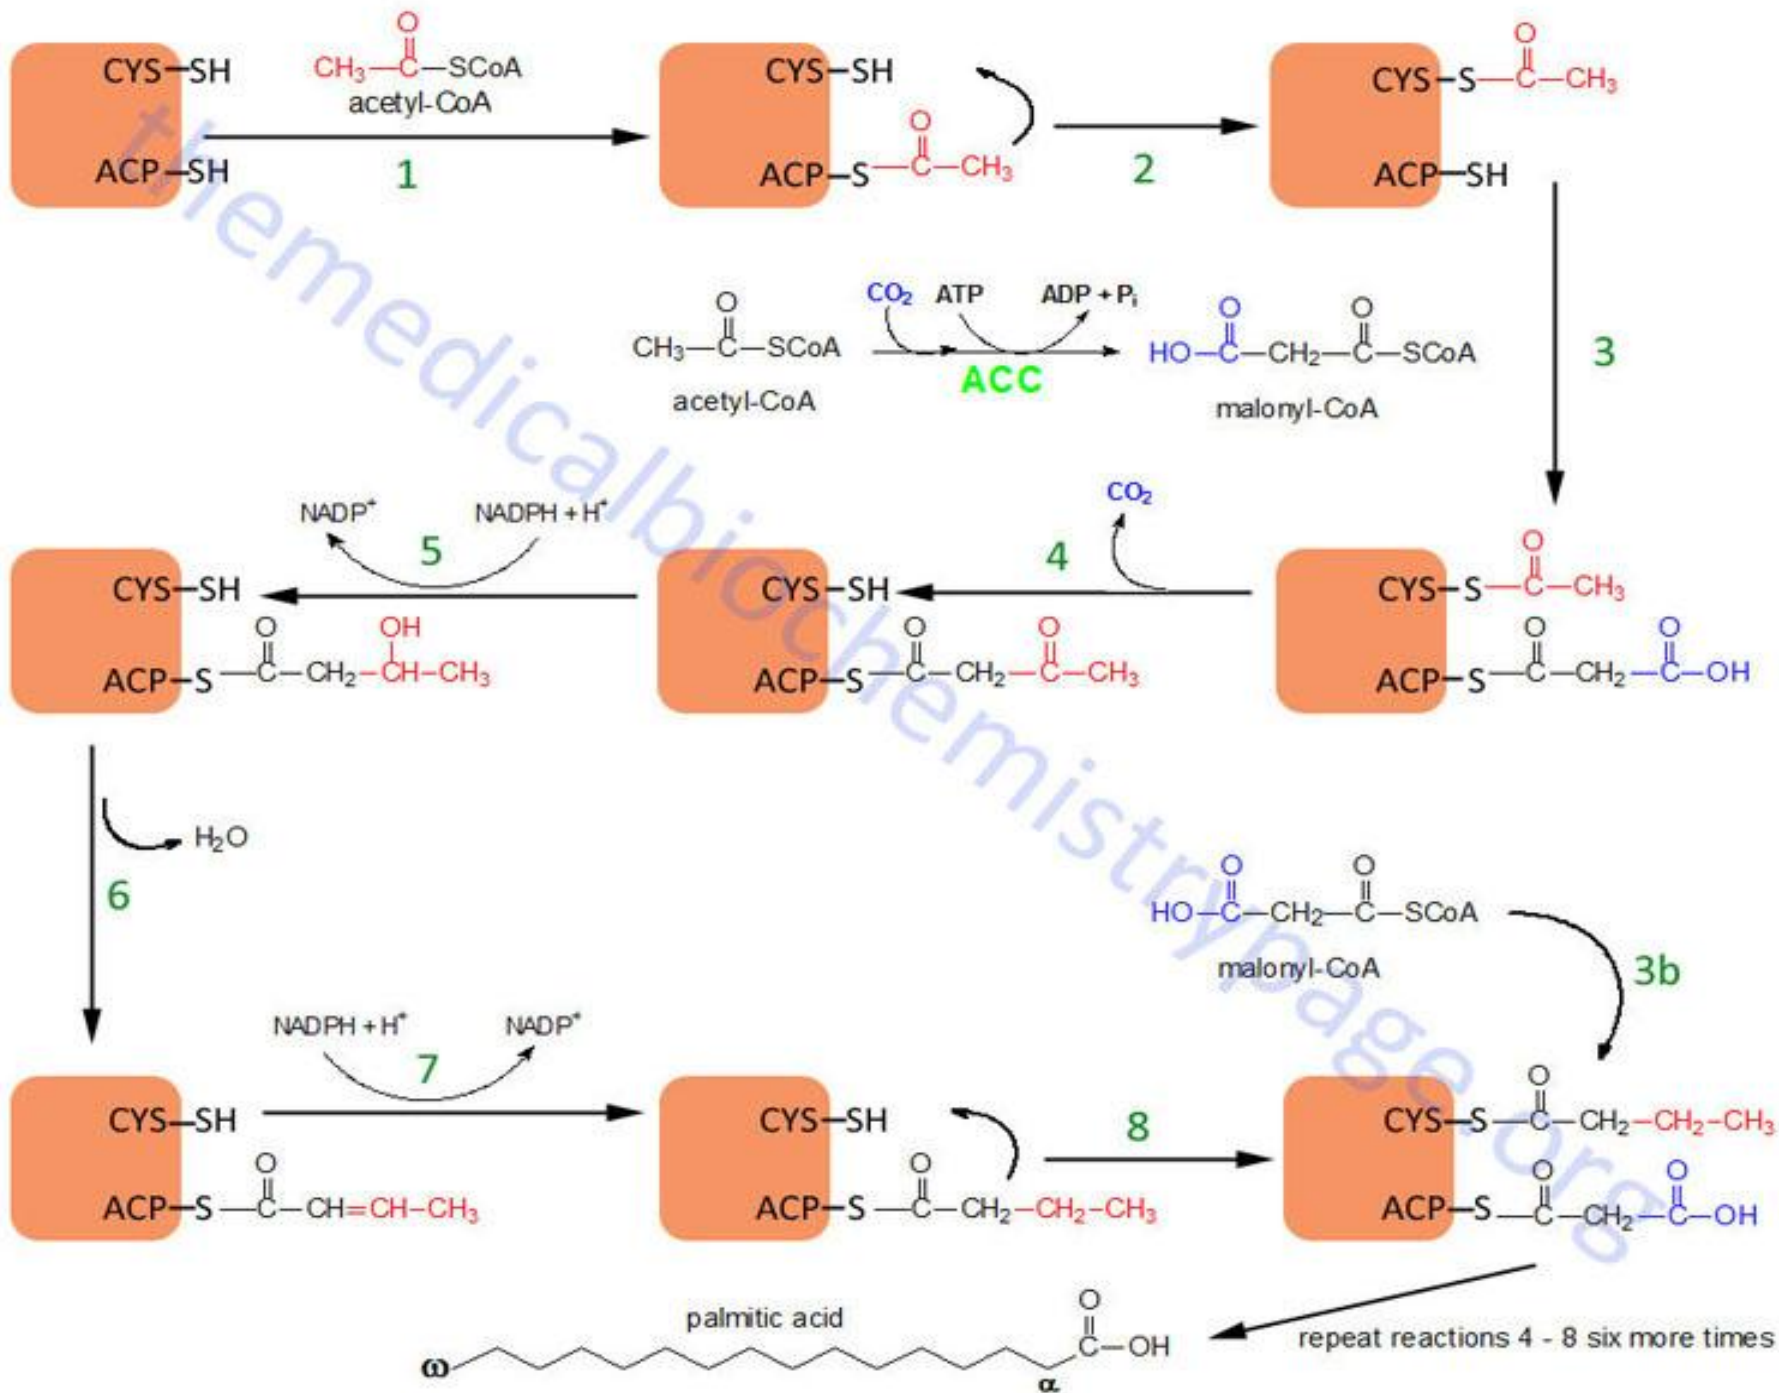 CYS–SH
ACP–SH
O
CH₃–C–SCoA
acetyl-CoA
1
CYS–SH
O
ACP–S–C–CH₃
2
O
CYS–S–C–CH₃
ACP–SH
3
O
CH₃–C–SCoA
acetyl-CoA
CO₂ ATP ADP + Pᵢ
ACC
O O
HO–C–CH₂–C–SCoA
malonyl-CoA
O
CYS–S–C–CH₃
O O
ACP–S–C–CH₂–C–OH
CO₂
4
CYS–SH
O O
ACP–S–C–CH₂–C–CH₃
NADP⁺ NADPH + H⁺
5
CYS–SH
O OH
ACP–S–C–CH₂–CH–CH₃
H₂O
6
CYS–SH
O
ACP–S–C–CH=CH–CH₃
NADPH + H⁺ NADP⁺
7
CYS–SH
O
ACP–S–C–CH₂–CH₂–CH₃
8
O O
HO–C–CH₂–C–SCoA
malonyl-CoA
3b
O
CYS–S–C–CH₂–CH₂–CH₃
O O
ACP–S–C–CH₂–C–OH
repeat reactions 4 - 8 six more times
palmitic acid
O
C–OH
ω
α
themedicalbiochemistrypage.org